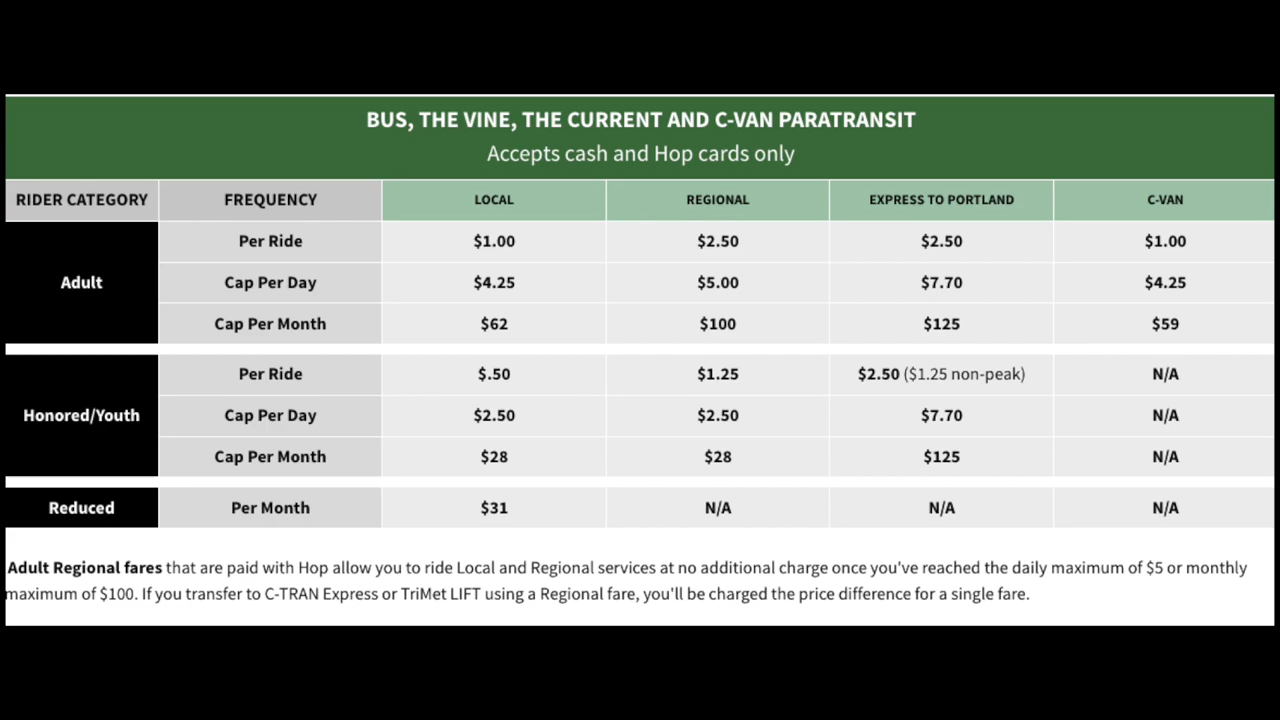 BUS, THE VINE, THE CURRENT AND C-VAN PARATRANSIT
Accepts cash and Hop cards only
RIDER CATEGORY FREQUENCY LOCAL REGIONAL EXPRESS TO PORTLAND C-VAN
Adult
Per Ride $1.00 $2.50 $2.50 $1.00
Cap Per Day $4.25 $5.00 $7.70 $4.25
Cap Per Month $62 $100 $125 $59
Honored/Youth
Per Ride $.50 $1.25 $2.50 ($1.25 non-peak) N/A
Cap Per Day $2.50 $2.50 $7.70 N/A
Cap Per Month $28 $28 $125 N/A
Reduced Per Month $31 N/A N/A N/A
Adult Regional fares that are paid with Hop allow you to ride Local and Regional services at no additional charge once you've reached the daily maximum of $5 or monthly
maximum of $100. If you transfer to C-TRAN Express or TriMet LIFT using a Regional fare, you'll be charged the price difference for a single fare.